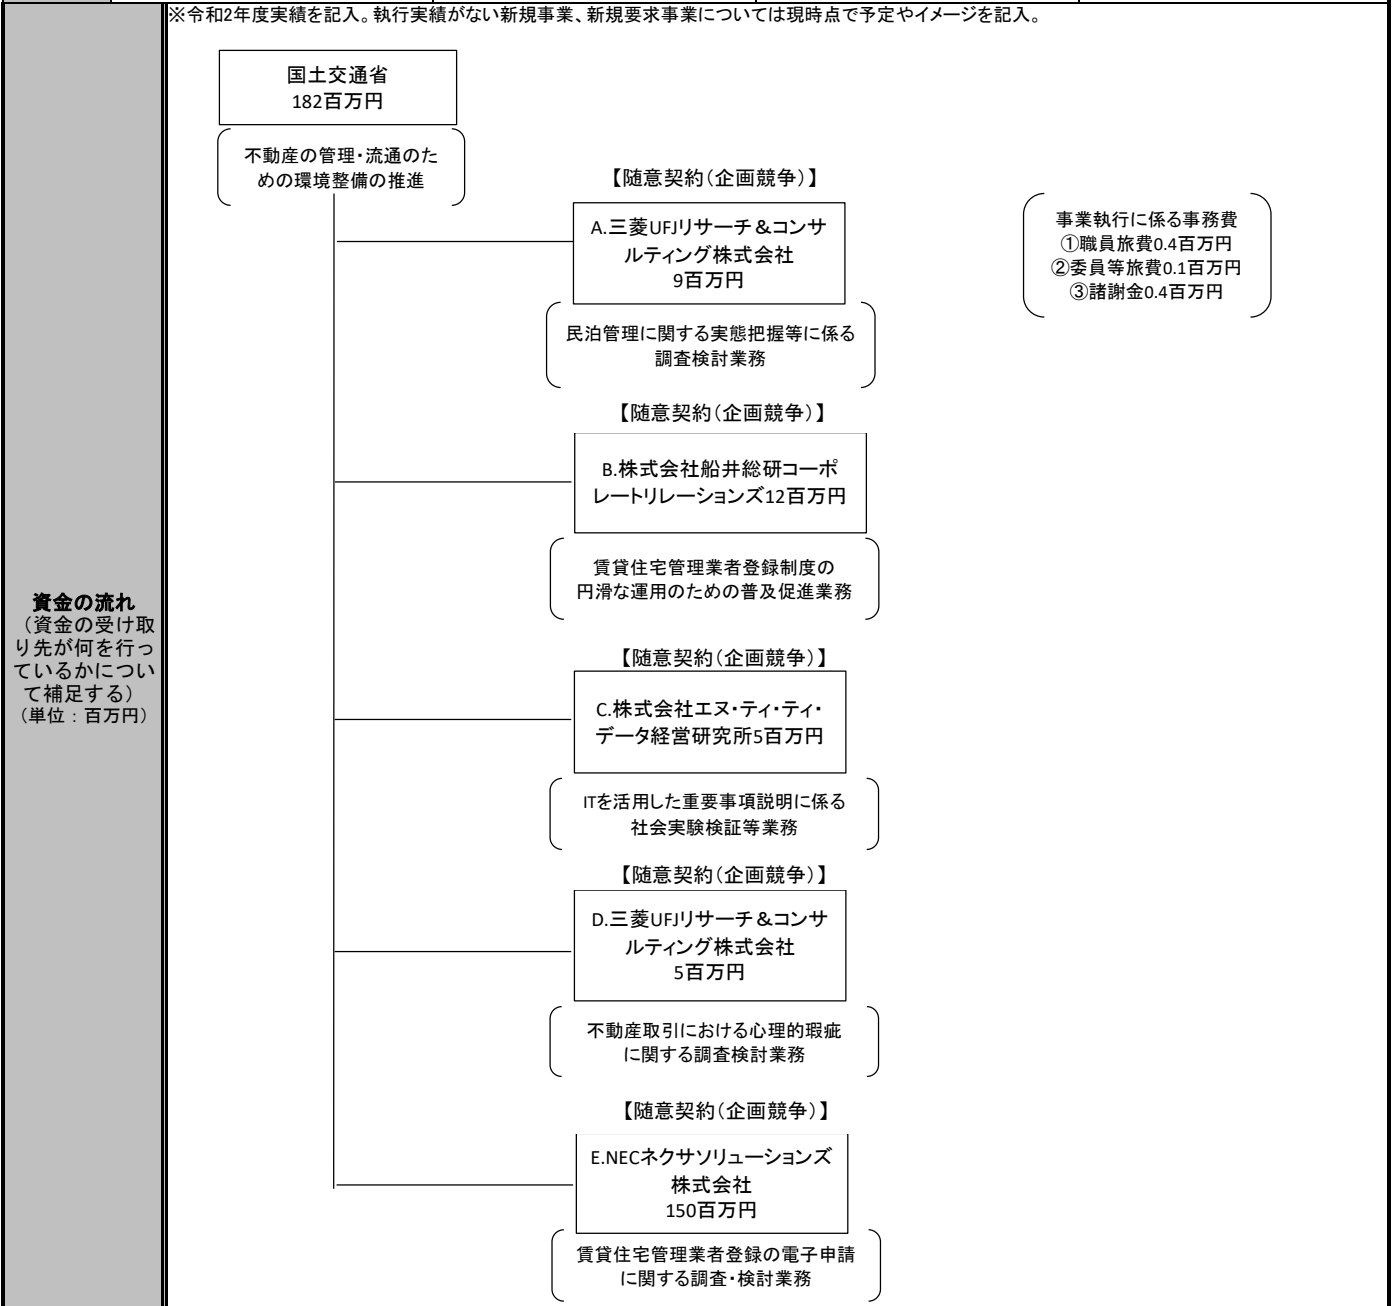 ※令和2年度実績を記入。執行実績がない新規事業、新規要求事業については現時点で予定やイメージを記入。
国土交通省
182百万円
不動産の管理・流通のた
めの環境整備の推進
【随意契約（企画競争）】
A.三菱UFJリサーチ＆コンサ
ルティング株式会社
9百万円
事業執行に係る事務費
①職員旅費0.4百万円
②委員等旅費0.1百万円
③諸謝金0.4百万円
民泊管理に関する実態把握等に係る
調査検討業務
【随意契約（企画競争）】
B.株式会社船井総研コーポ
レートリレーションズ12百万円
賃貸住宅管理業者登録制度の
円滑な運用のための普及促進業務
資金の流れ
（資金の受け取
り先が何を行っ
ているかについ
て補足する）
（単位：百万円）
【随意契約（企画競争）】
C.株式会社エヌ・ティ・ティ・
データ経営研究所5百万円
ITを活用した重要事項説明に係る
社会実験検証等業務
【随意契約（企画競争）】
D.三菱UFJリサーチ＆コンサ
ルティング株式会社
5百万円
不動産取引における心理的瑕疵
に関する調査検討業務
【随意契約（企画競争）】
E.NECネクサソリューションズ
株式会社
150百万円
賃貸住宅管理業者登録の電子申請
に関する調査・検討業務